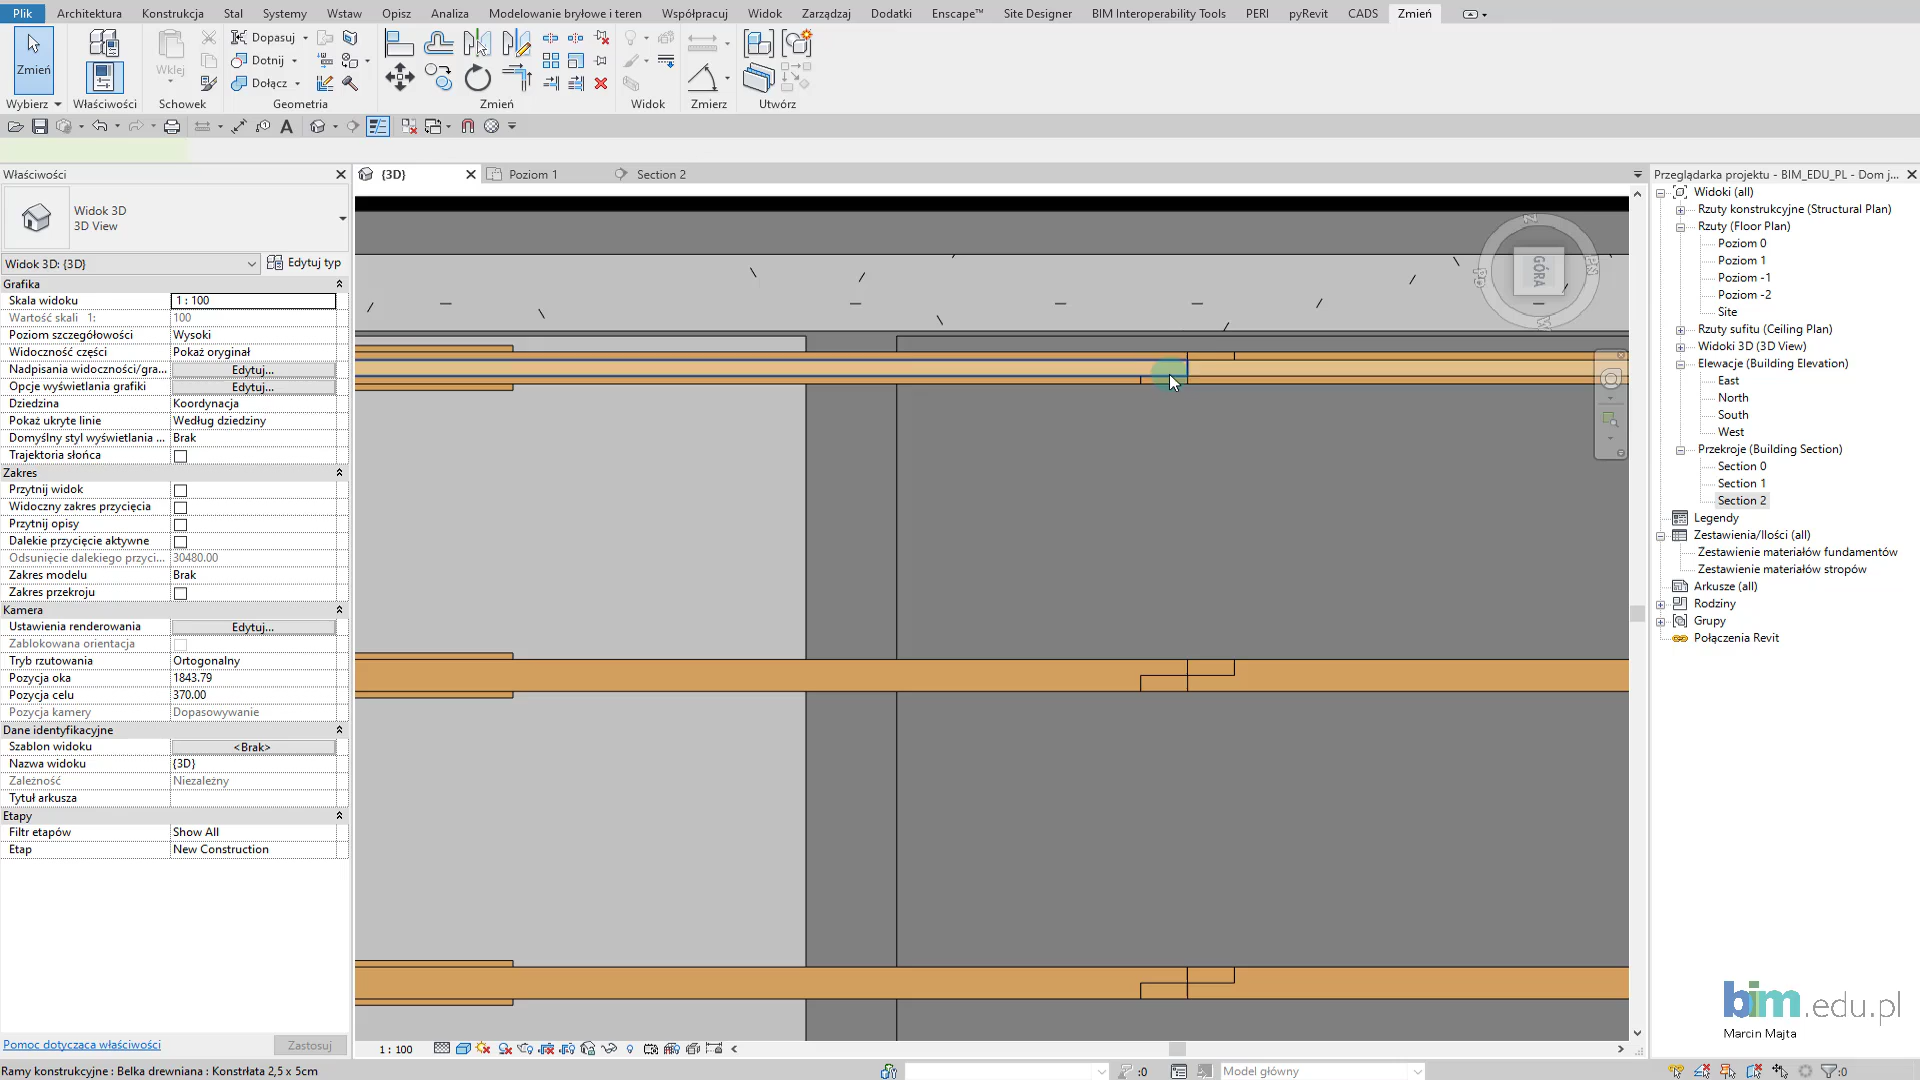 Plik Architektura Konstrukcja Stal Systemy Wstaw Opisz Analiza Modelowanie bryłowe i teren Współpracuj Widok Zarządzaj Dodatki Enscape™ Site Designer BIM Interoperability Tools PERI pyRevit CADS Zmień
Zmień
Wklej
Dopasuj
Dotnij
Dołącz
Wybierz Właściwości Schowek Geometria Zmień Widok Zmierz Utwórz
Właściwości
{3D} Poziom 1 Section 2
Widok 3D
3D View
Widok 3D: {3D} Edytuj typ
Grafika
Skala widoku 1 : 100
Wartość skali 1: 100
Poziom szczegółowości Wysoki
Widoczność części Pokaż oryginał
Nadpisania widoczności/gra... Edytuj...
Opcje wyświetlania grafiki Edytuj...
Dziedzina Koordynacja
Pokaż ukryte linie Według dziedziny
Domyślny styl wyświetlania ... Brak
Trajektoria słońca
Zakres
Przytnij widok
Widoczny zakres przycięcia
Przytnij opisy
Dalekie przycięcie aktywne
Odsunięcie dalekiego przyci... 30480.00
Zakres modelu Brak
Zakres przekroju
Kamera
Ustawienia renderowania Edytuj...
Zablokowana orientacja
Tryb rzutowania Ortogonalny
Pozycja oka 1843.79
Pozycja celu 370.00
Pozycja kamery Dopasowywanie
Dane identyfikacyjne
Szablon widoku <Brak>
Nazwa widoku {3D}
Zależność Niezależny
Tytuł arkusza
Etapy
Filtr etapów Show All
Etap New Construction
Pomoc dotycząca właściwości Zastosuj
GÓRA
Przeglądarka projektu - BIM_EDU_PL - Dom j...
Widoki (all)
Rzuty konstrukcyjne (Structural Plan)
Rzuty (Floor Plan)
Poziom 0
Poziom 1
Poziom -1
Poziom -2
Site
Rzuty sufitu (Ceiling Plan)
Widoki 3D (3D View)
Elewacje (Building Elevation)
East
North
South
West
Przekroje (Building Section)
Section 0
Section 1
Section 2
Legendy
Zestawienia/Ilości (all)
Zestawienie materiałów fundamentów
Zestawienie materiałów stropów
Arkusze (all)
Rodziny
Grupy
Połączenia Revit
bim.edu.pl
Marcin Majta
1 : 100
Ramy konstrukcyjne : Belka drewniana : Konstrłata 2,5 x 5cm
:0
Model główny
:0